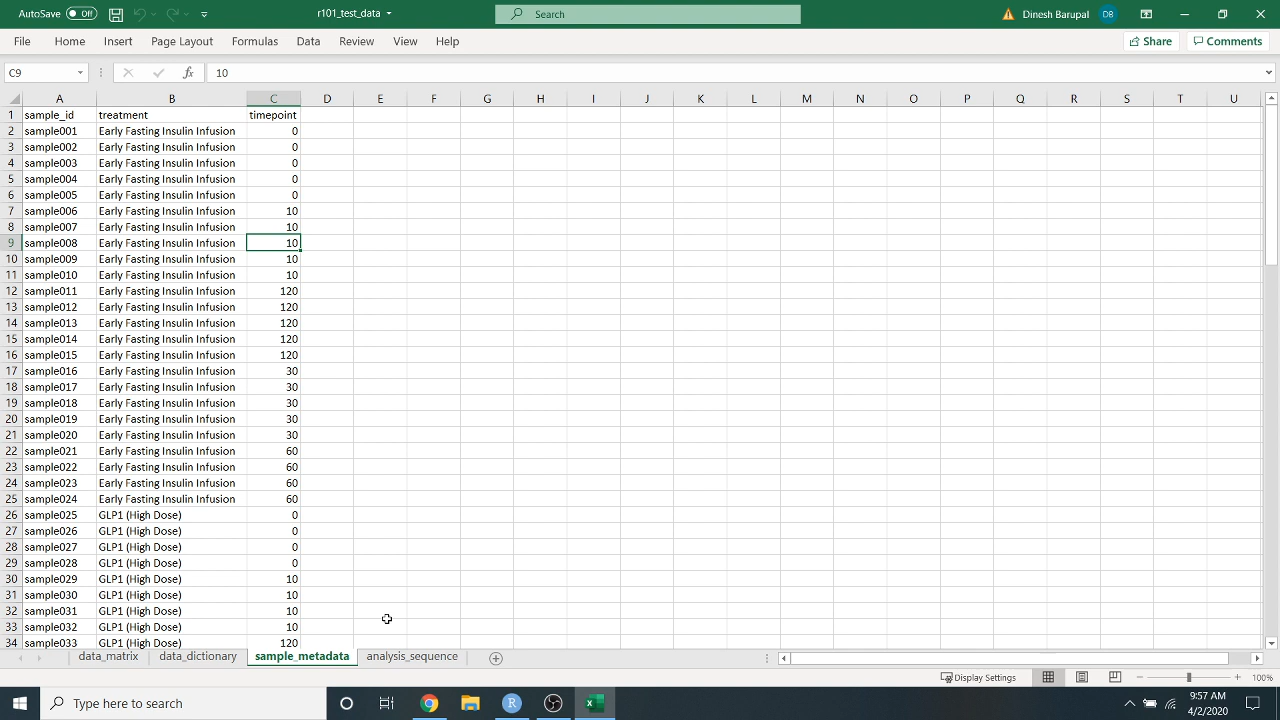 AutoSave Off r101_test_data Search Dinesh Barupal DB
File Home Insert Page Layout Formulas Data Review View Help Share Comments
C9 fx 10
A B C D E F G H I J K L M N O P Q R S T U
1 sample_id treatment timepoint
2 sample001 Early Fasting Insulin Infusion 0
3 sample002 Early Fasting Insulin Infusion 0
4 sample003 Early Fasting Insulin Infusion 0
5 sample004 Early Fasting Insulin Infusion 0
6 sample005 Early Fasting Insulin Infusion 0
7 sample006 Early Fasting Insulin Infusion 10
8 sample007 Early Fasting Insulin Infusion 10
9 sample008 Early Fasting Insulin Infusion 10
10 sample009 Early Fasting Insulin Infusion 10
11 sample010 Early Fasting Insulin Infusion 10
12 sample011 Early Fasting Insulin Infusion 120
13 sample012 Early Fasting Insulin Infusion 120
14 sample013 Early Fasting Insulin Infusion 120
15 sample014 Early Fasting Insulin Infusion 120
16 sample015 Early Fasting Insulin Infusion 120
17 sample016 Early Fasting Insulin Infusion 30
18 sample017 Early Fasting Insulin Infusion 30
19 sample018 Early Fasting Insulin Infusion 30
20 sample019 Early Fasting Insulin Infusion 30
21 sample020 Early Fasting Insulin Infusion 30
22 sample021 Early Fasting Insulin Infusion 60
23 sample022 Early Fasting Insulin Infusion 60
24 sample023 Early Fasting Insulin Infusion 60
25 sample024 Early Fasting Insulin Infusion 60
26 sample025 GLP1 (High Dose) 0
27 sample026 GLP1 (High Dose) 0
28 sample027 GLP1 (High Dose) 0
29 sample028 GLP1 (High Dose) 0
30 sample029 GLP1 (High Dose) 10
31 sample030 GLP1 (High Dose) 10
32 sample031 GLP1 (High Dose) 10
33 sample032 GLP1 (High Dose) 10
34 sample033 GLP1 (High Dose) 120
data_matrix data_dictionary sample_metadata analysis_sequence
Display Settings 100%
Type here to search R 9:57 AM
4/2/2020